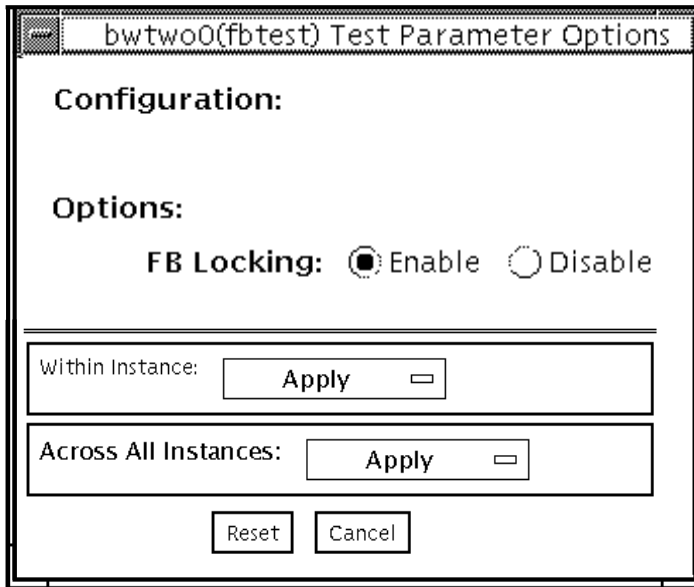 bwtwo0(fbtest) Test Parameter Options
Configuration:
Options:
FB Locking: Enable Disable
Within Instance: Apply
Across All Instances: Apply
Reset Cancel